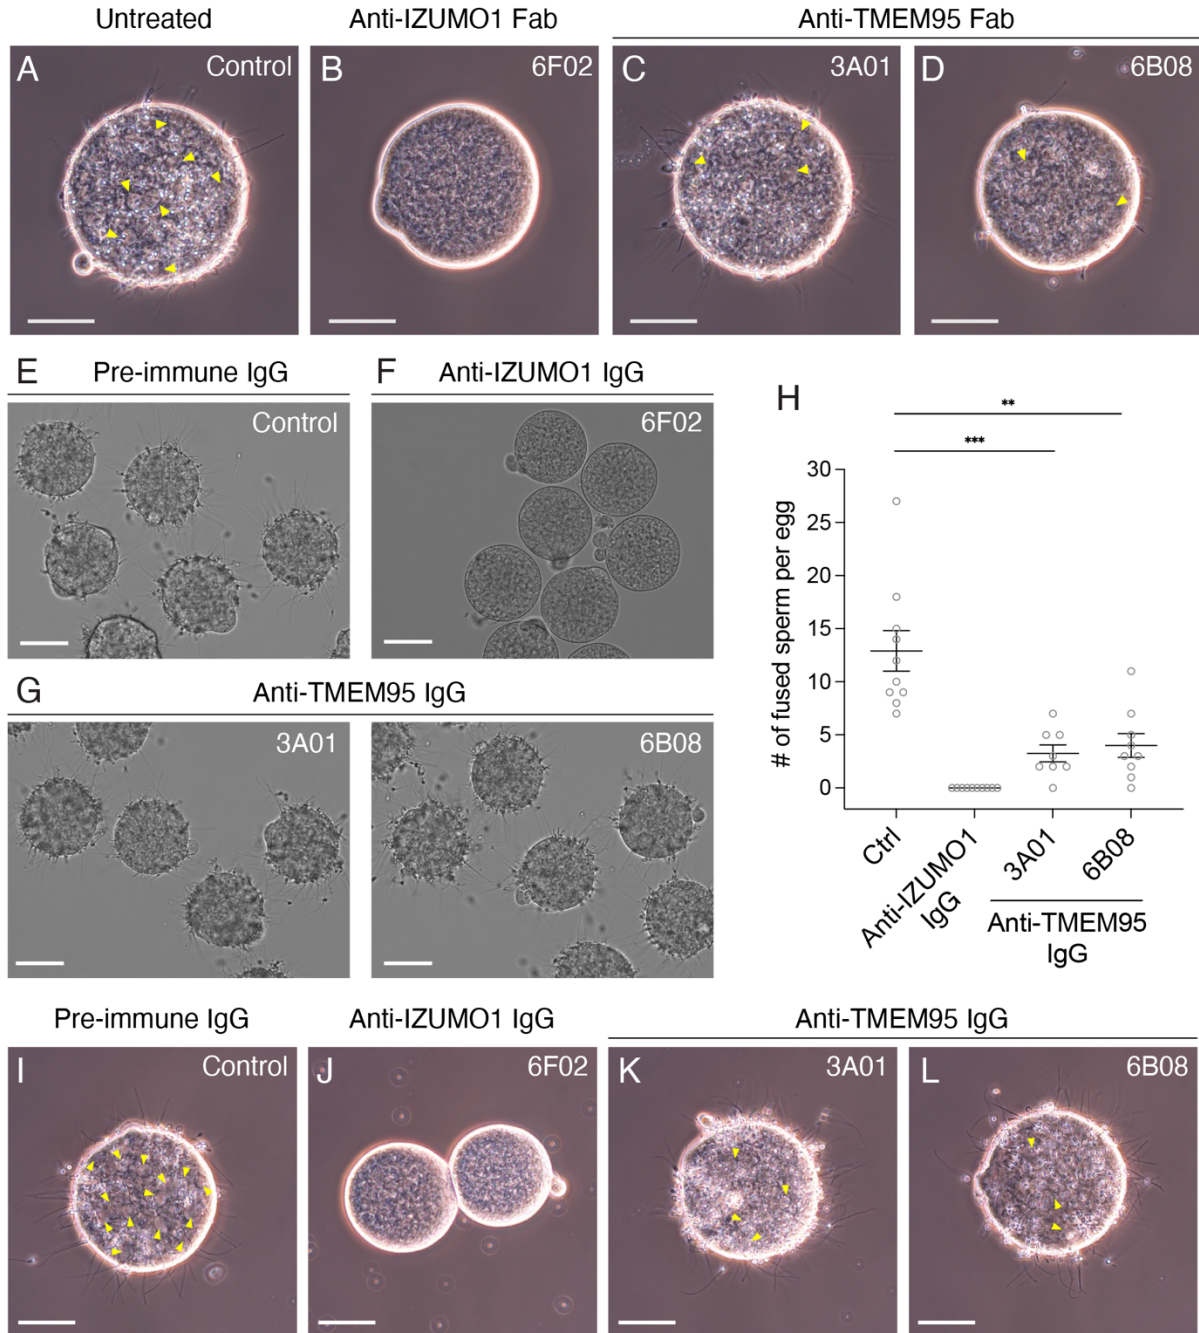 Untreated
Anti-IZUMO1 Fab
Anti-TMEM95 Fab
A Control
B 6F02
C 3A01
D 6B08
E Pre-immune IgG
Control
F Anti-IZUMO1 IgG
6F02
G Anti-TMEM95 IgG
3A01
6B08
H
**
***
30
25
20
15
10
5
0
# of fused sperm per egg
Ctrl
Anti-IZUMO1
IgG
3A01
6B08
Anti-TMEM95
IgG
Pre-immune IgG
Anti-IZUMO1 IgG
Anti-TMEM95 IgG
I Control
J 6F02
K 3A01
L 6B08